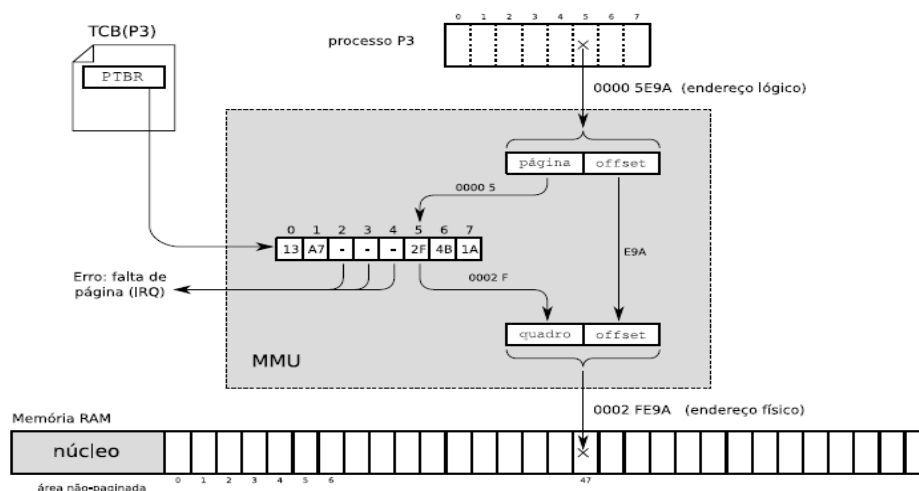 0 1 2 3 4 5 6 7
TCB(P3)
processo P3
PTBR
0000 5E9A (endereço lógico)
página offset
0000 5
0 1 2 3 4 5 6 7
13 A7 - - - 2F 4B 1A
E9A
0002 F
Erro: falta de
página (IRQ)
quadro offset
MMU
0002 FE9A (endereço físico)
Memória RAM
núcleo
área não-paginada
0 1 2 3 4 5 6 47